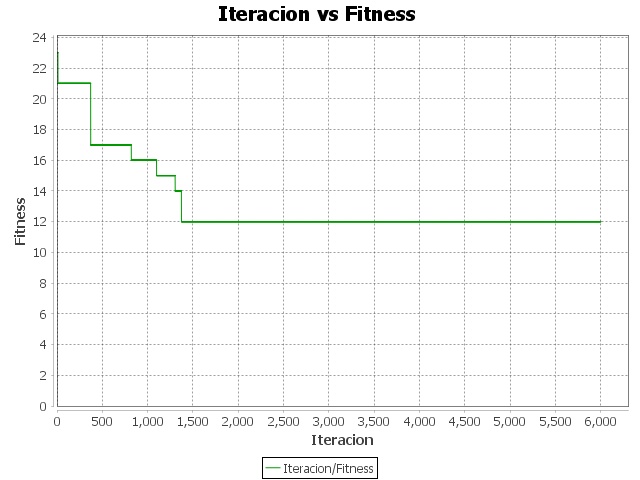 Iteracion vs Fitness
24
22
20
18
16
14
12
10
8
6
4
2
0
Fitness
0 500 1,000 1,500 2,000 2,500 3,000 3,500 4,000 4,500 5,000 5,500 6,000
Iteracion
Iteracion/Fitness